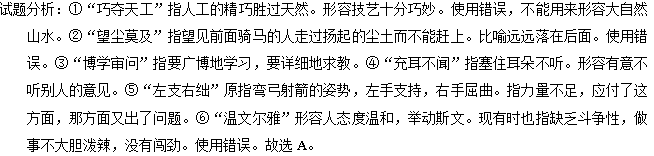 试题分析：①“巧夺天工”指人工的精巧胜过天然。形容技艺十分巧妙。使用错误，不能用来形容大自然
山水。②“望尘莫及”指望见前面骑马的人走过扬起的尘土而不能赶上。比喻远远落在后面。使用错
误。③“博学审问”指要广博地学习，要详细地求教。④“充耳不闻”指塞住耳朵不听。形容有意不
听别人的意见。⑤“左支右绌”原指弯弓射箭的姿势，左手支持，右手屈曲。指力量不足，应付了这
方面，那方面又出了问题。⑥“温文尔雅”形容人态度温和，举动斯文。现有时也指缺乏斗争性，做
事不大胆泼辣，没有闯劲。使用错误。故选 A。